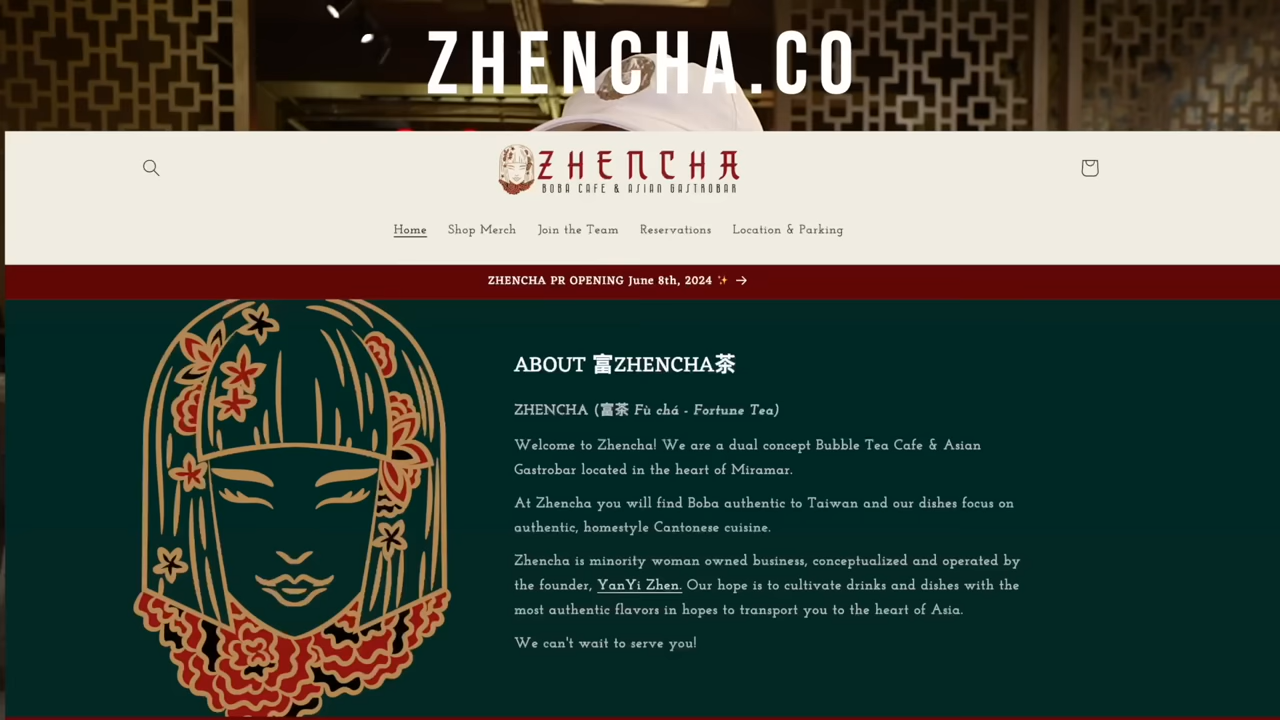 ZHENCHA.CO
ZHENCHA
BOBA CAFE & ASIAN GASTROBAR
Home Shop Merch Join the Team Reservations Location & Parking
ZHENCHA PR OPENING June 8th, 2024 ✨ →
ABOUT 富ZHENCHA茶
ZHENCHA (富茶 Fù chá - Fortune Tea)
Welcome to Zhencha! We are a dual concept Bubble Tea Cafe & Asian
Gastrobar located in the heart of Miramar.
At Zhencha you will find Boba authentic to Taiwan and our dishes focus on
authentic, homestyle Cantonese cuisine.
Zhencha is minority woman owned business, conceptualized and operated by
the founder, YanYi Zhen. Our hope is to cultivate drinks and dishes with the
most authentic flavors in hopes to transport you to the heart of Asia.
We can't wait to serve you!